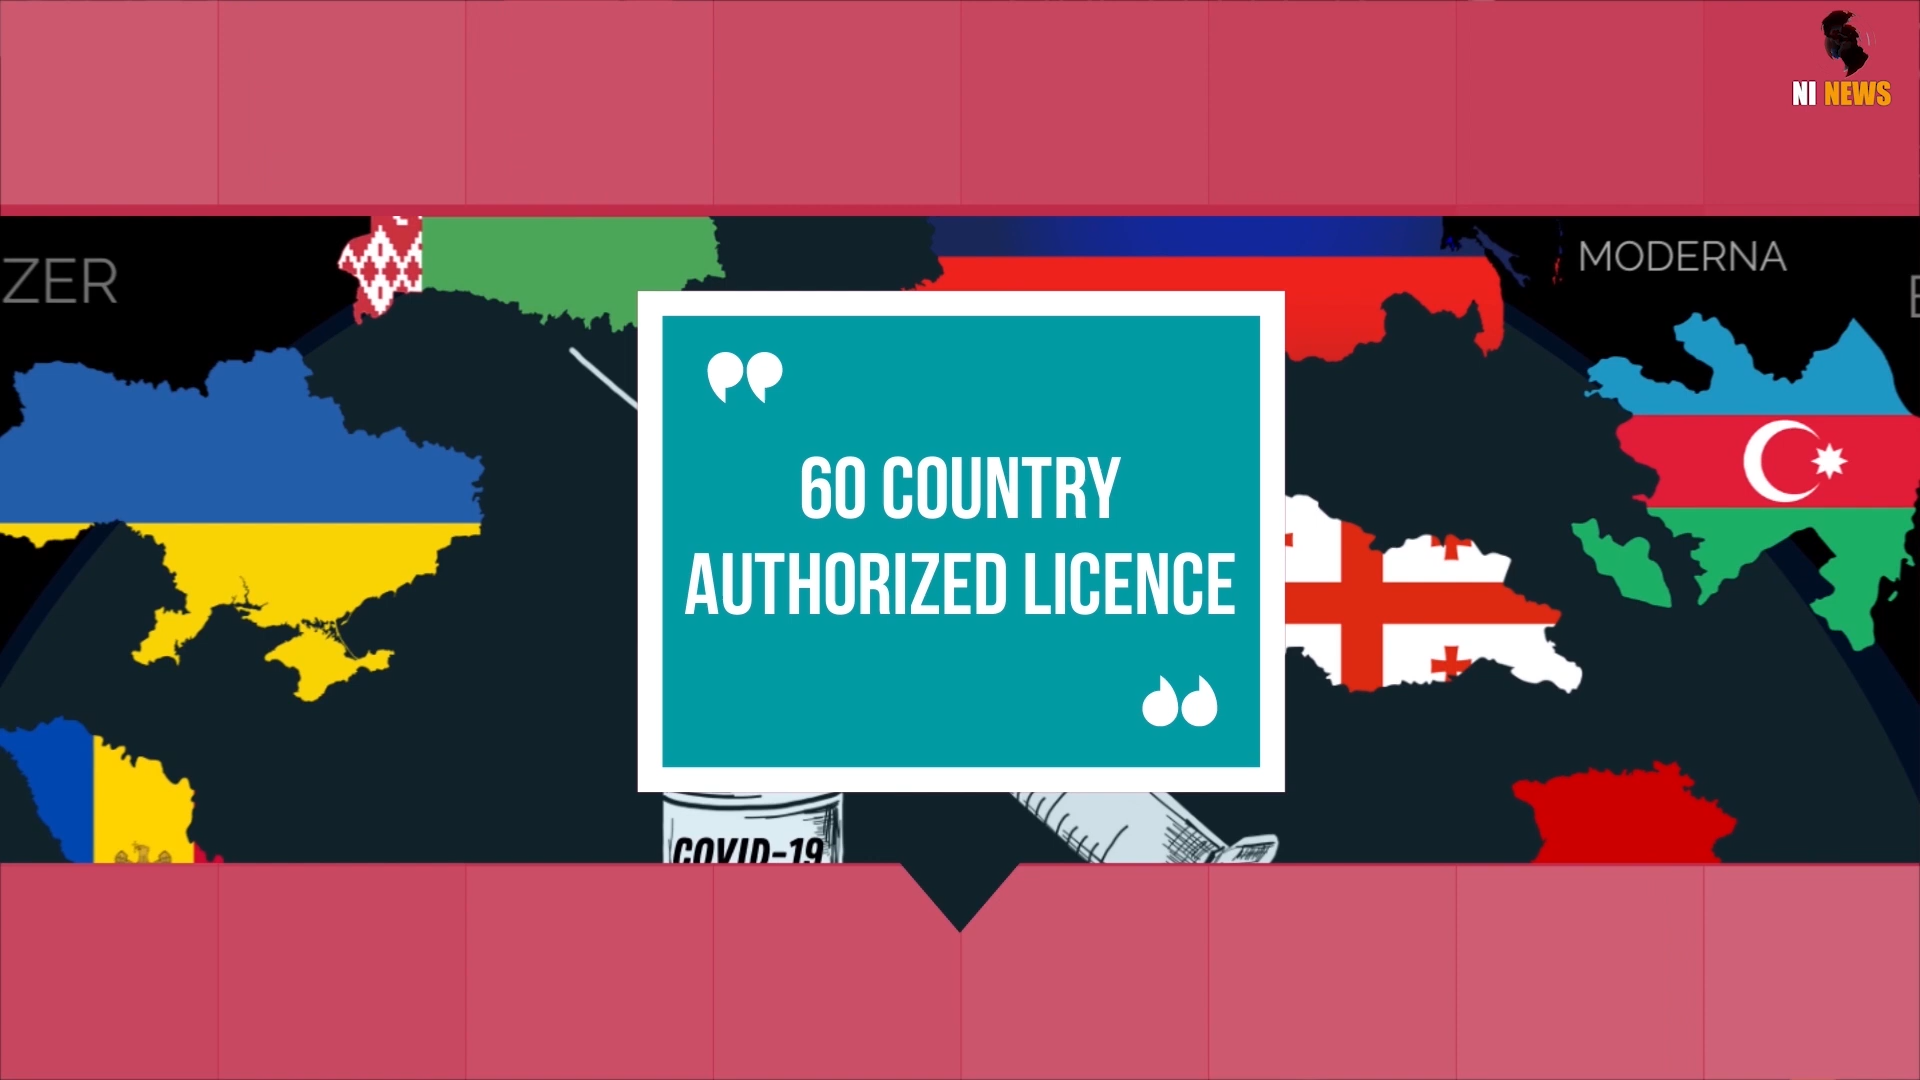 NI NEWS
ZER
MODERNA
60 COUNTRY
AUTHORIZED LICENCE
COVID-19